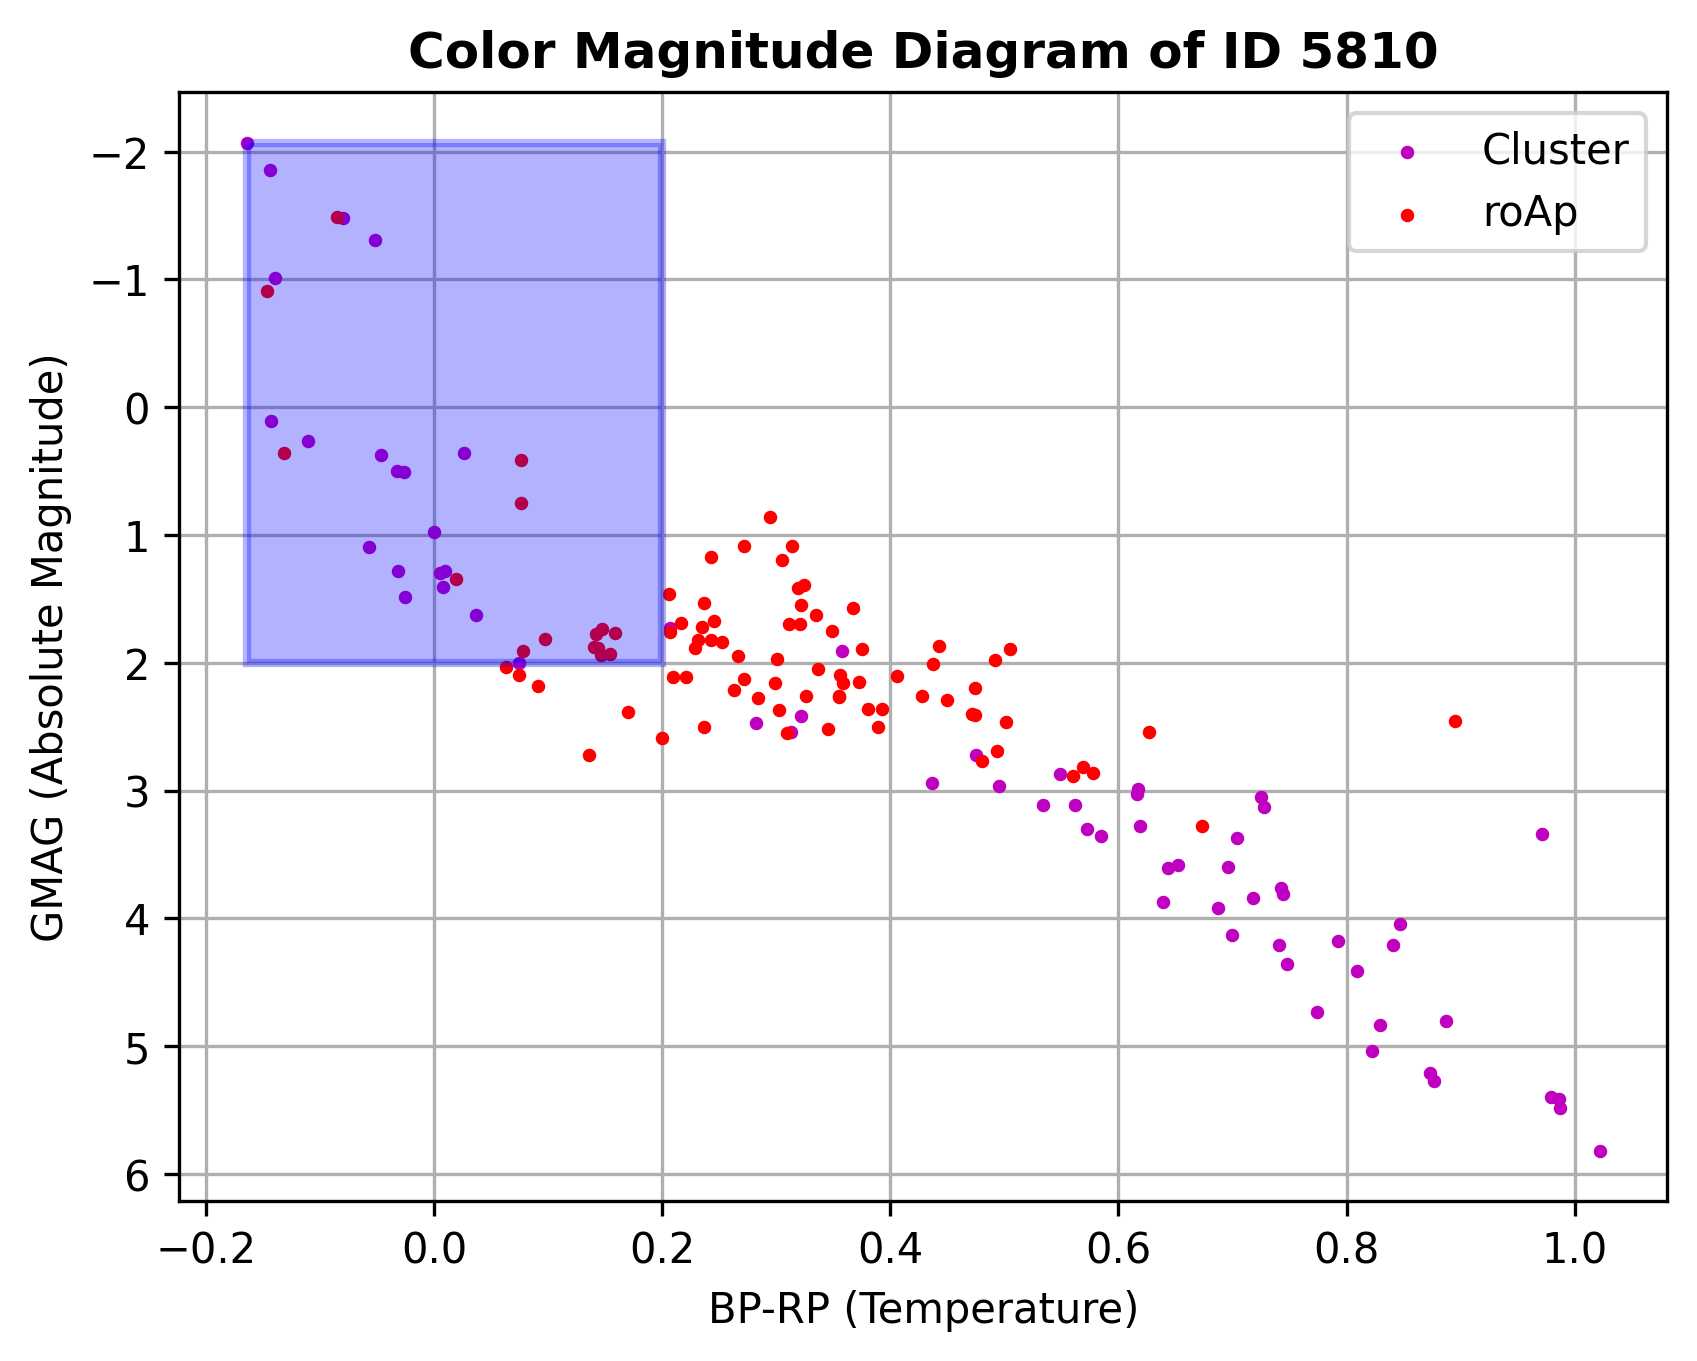 Color Magnitude Diagram of ID 5810
Cluster
roAp
GMAG (Absolute Magnitude)
−2
−1
0
1
2
3
4
5
6
−0.2 0.0 0.2 0.4 0.6 0.8 1.0
BP-RP (Temperature)